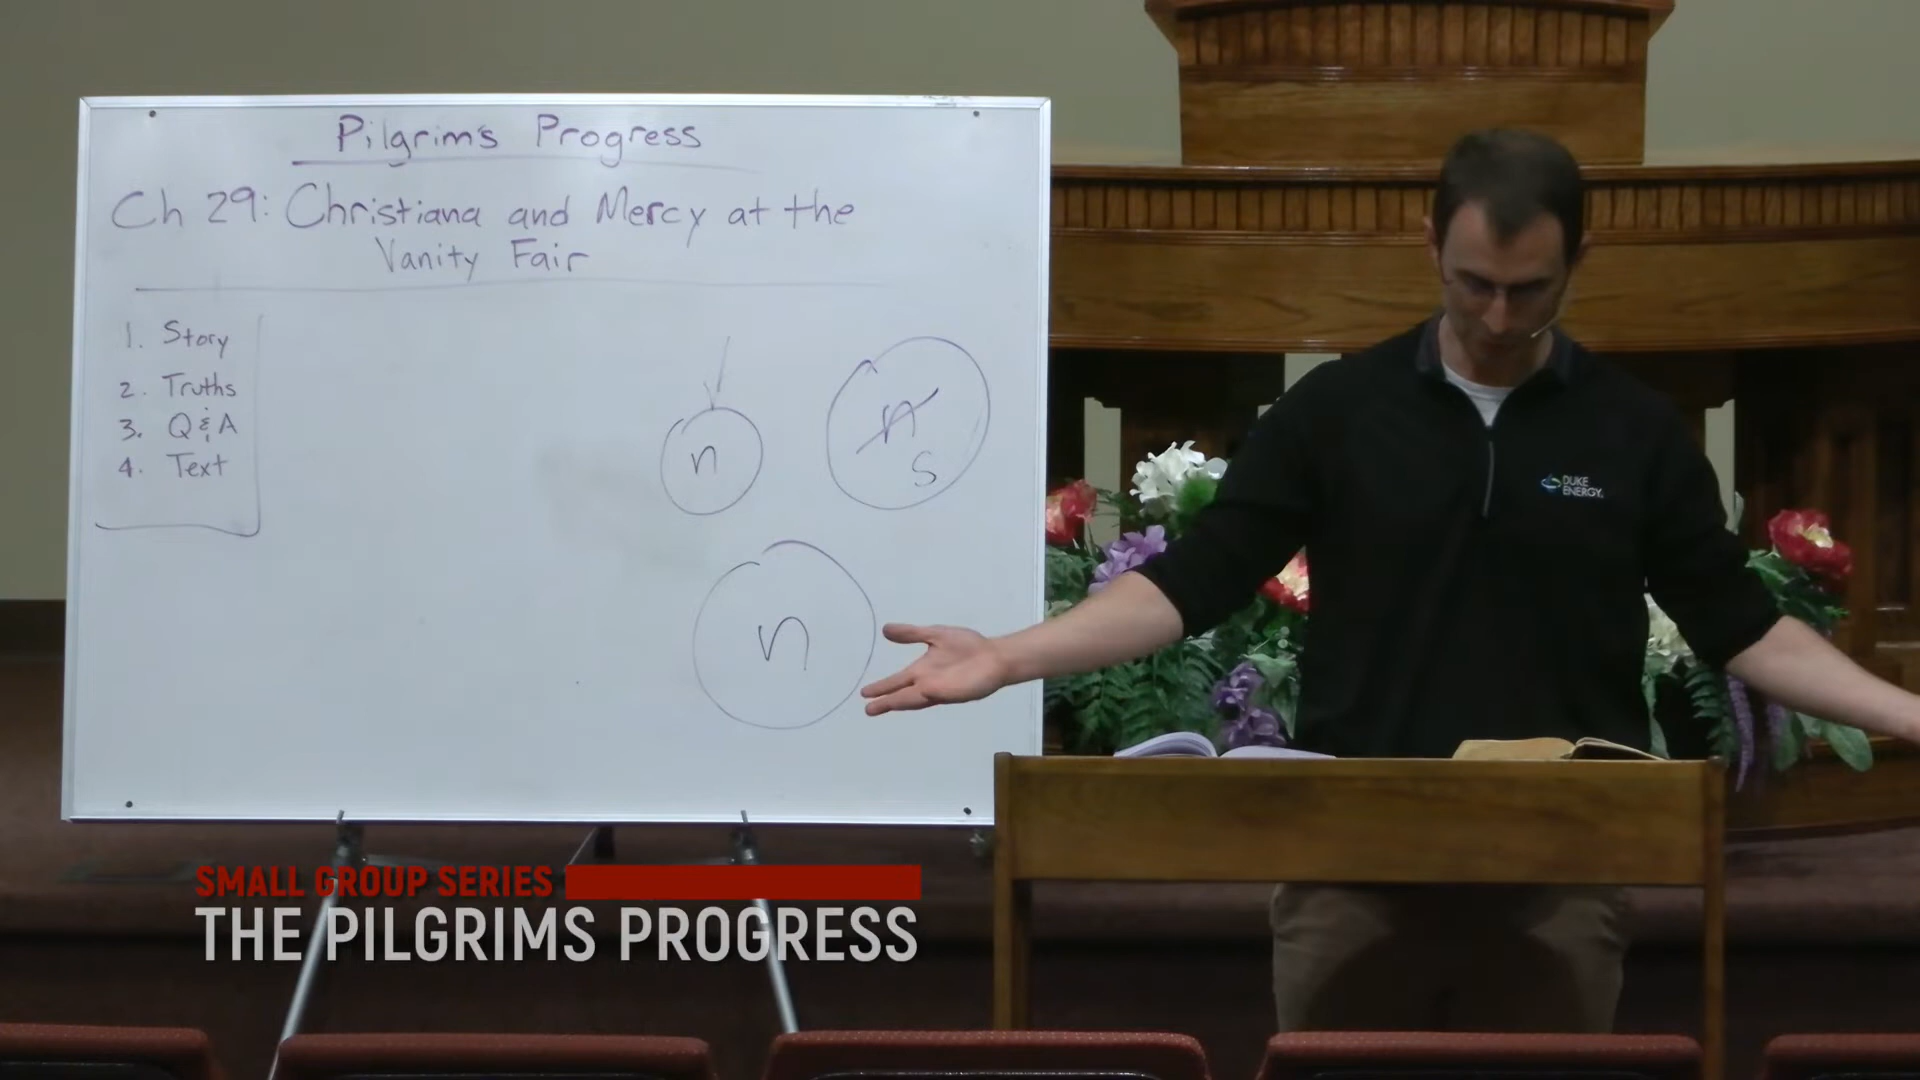 Pilgrim's Progress
Ch 29: Christiana and Mercy at the
Vanity Fair
1. Story
2. Truths
3. Q & A
4. Text
n
n
S
n
DUKE
ENERGY.
SMALL GROUP SERIES
THE PILGRIMS PROGRESS